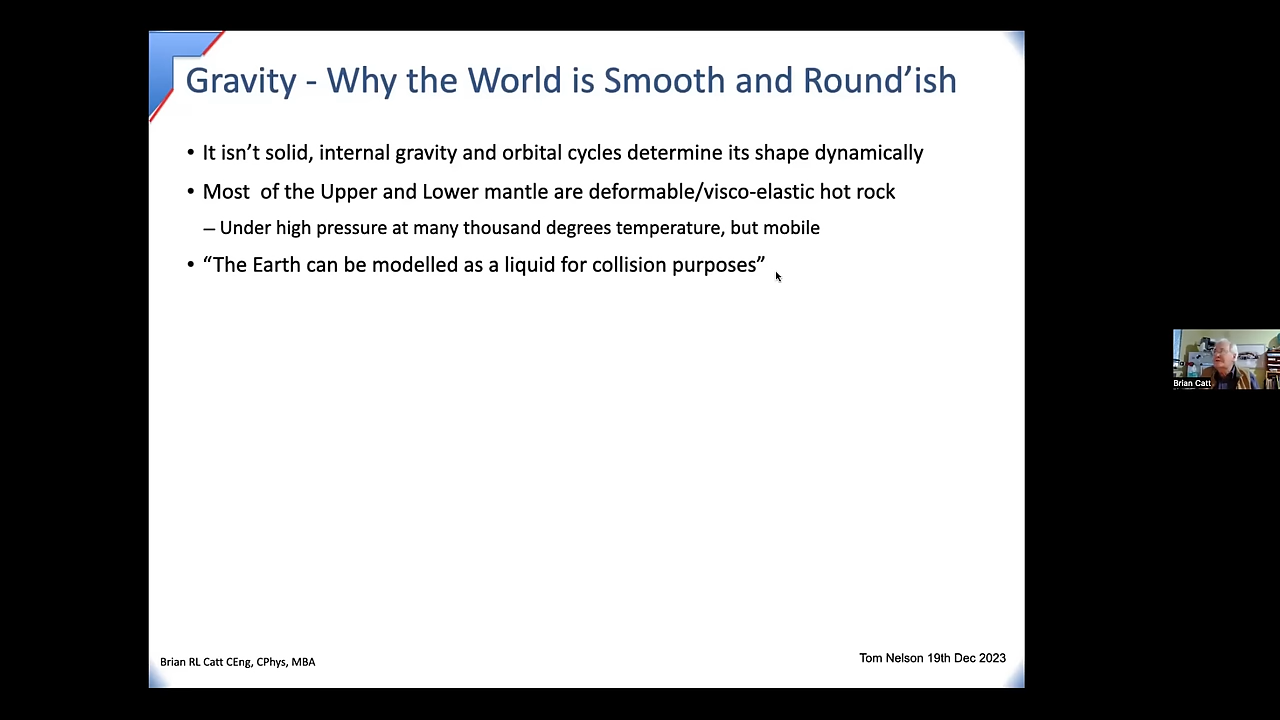 Gravity - Why the World is Smooth and Round’ish
• It isn’t solid, internal gravity and orbital cycles determine its shape dynamically
• Most  of the Upper and Lower mantle are deformable/visco-elastic hot rock
– Under high pressure at many thousand degrees temperature, but mobile
• “The Earth can be modelled as a liquid for collision purposes”
Brian Catt
Brian RL Catt CEng, CPhys, MBA
Tom Nelson 19th Dec 2023